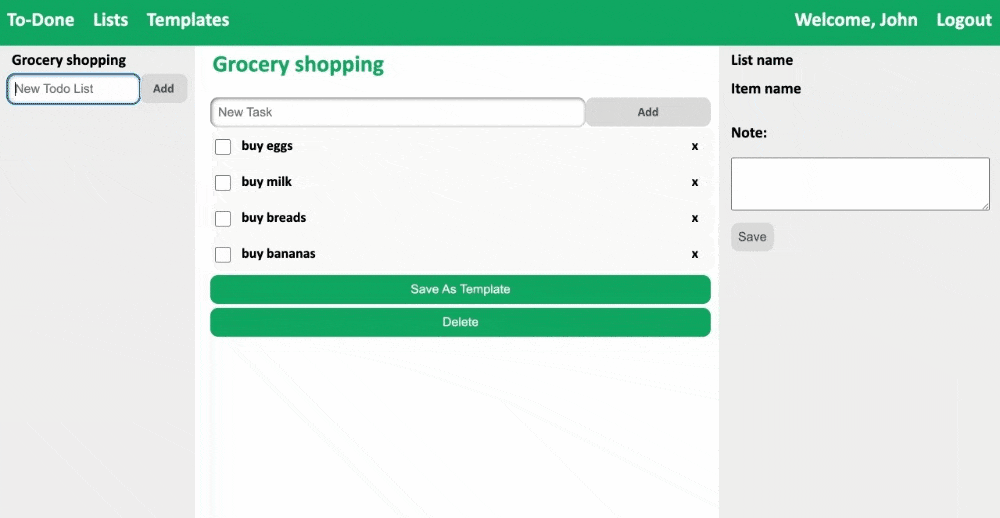 To-Done Lists Templates Welcome, John Logout
Grocery shopping
New Todo List Add
Grocery shopping
New Task Add
buy eggs x
buy milk x
buy breads x
buy bananas x
Save As Template
Delete
List name
Item name
Note:
Save